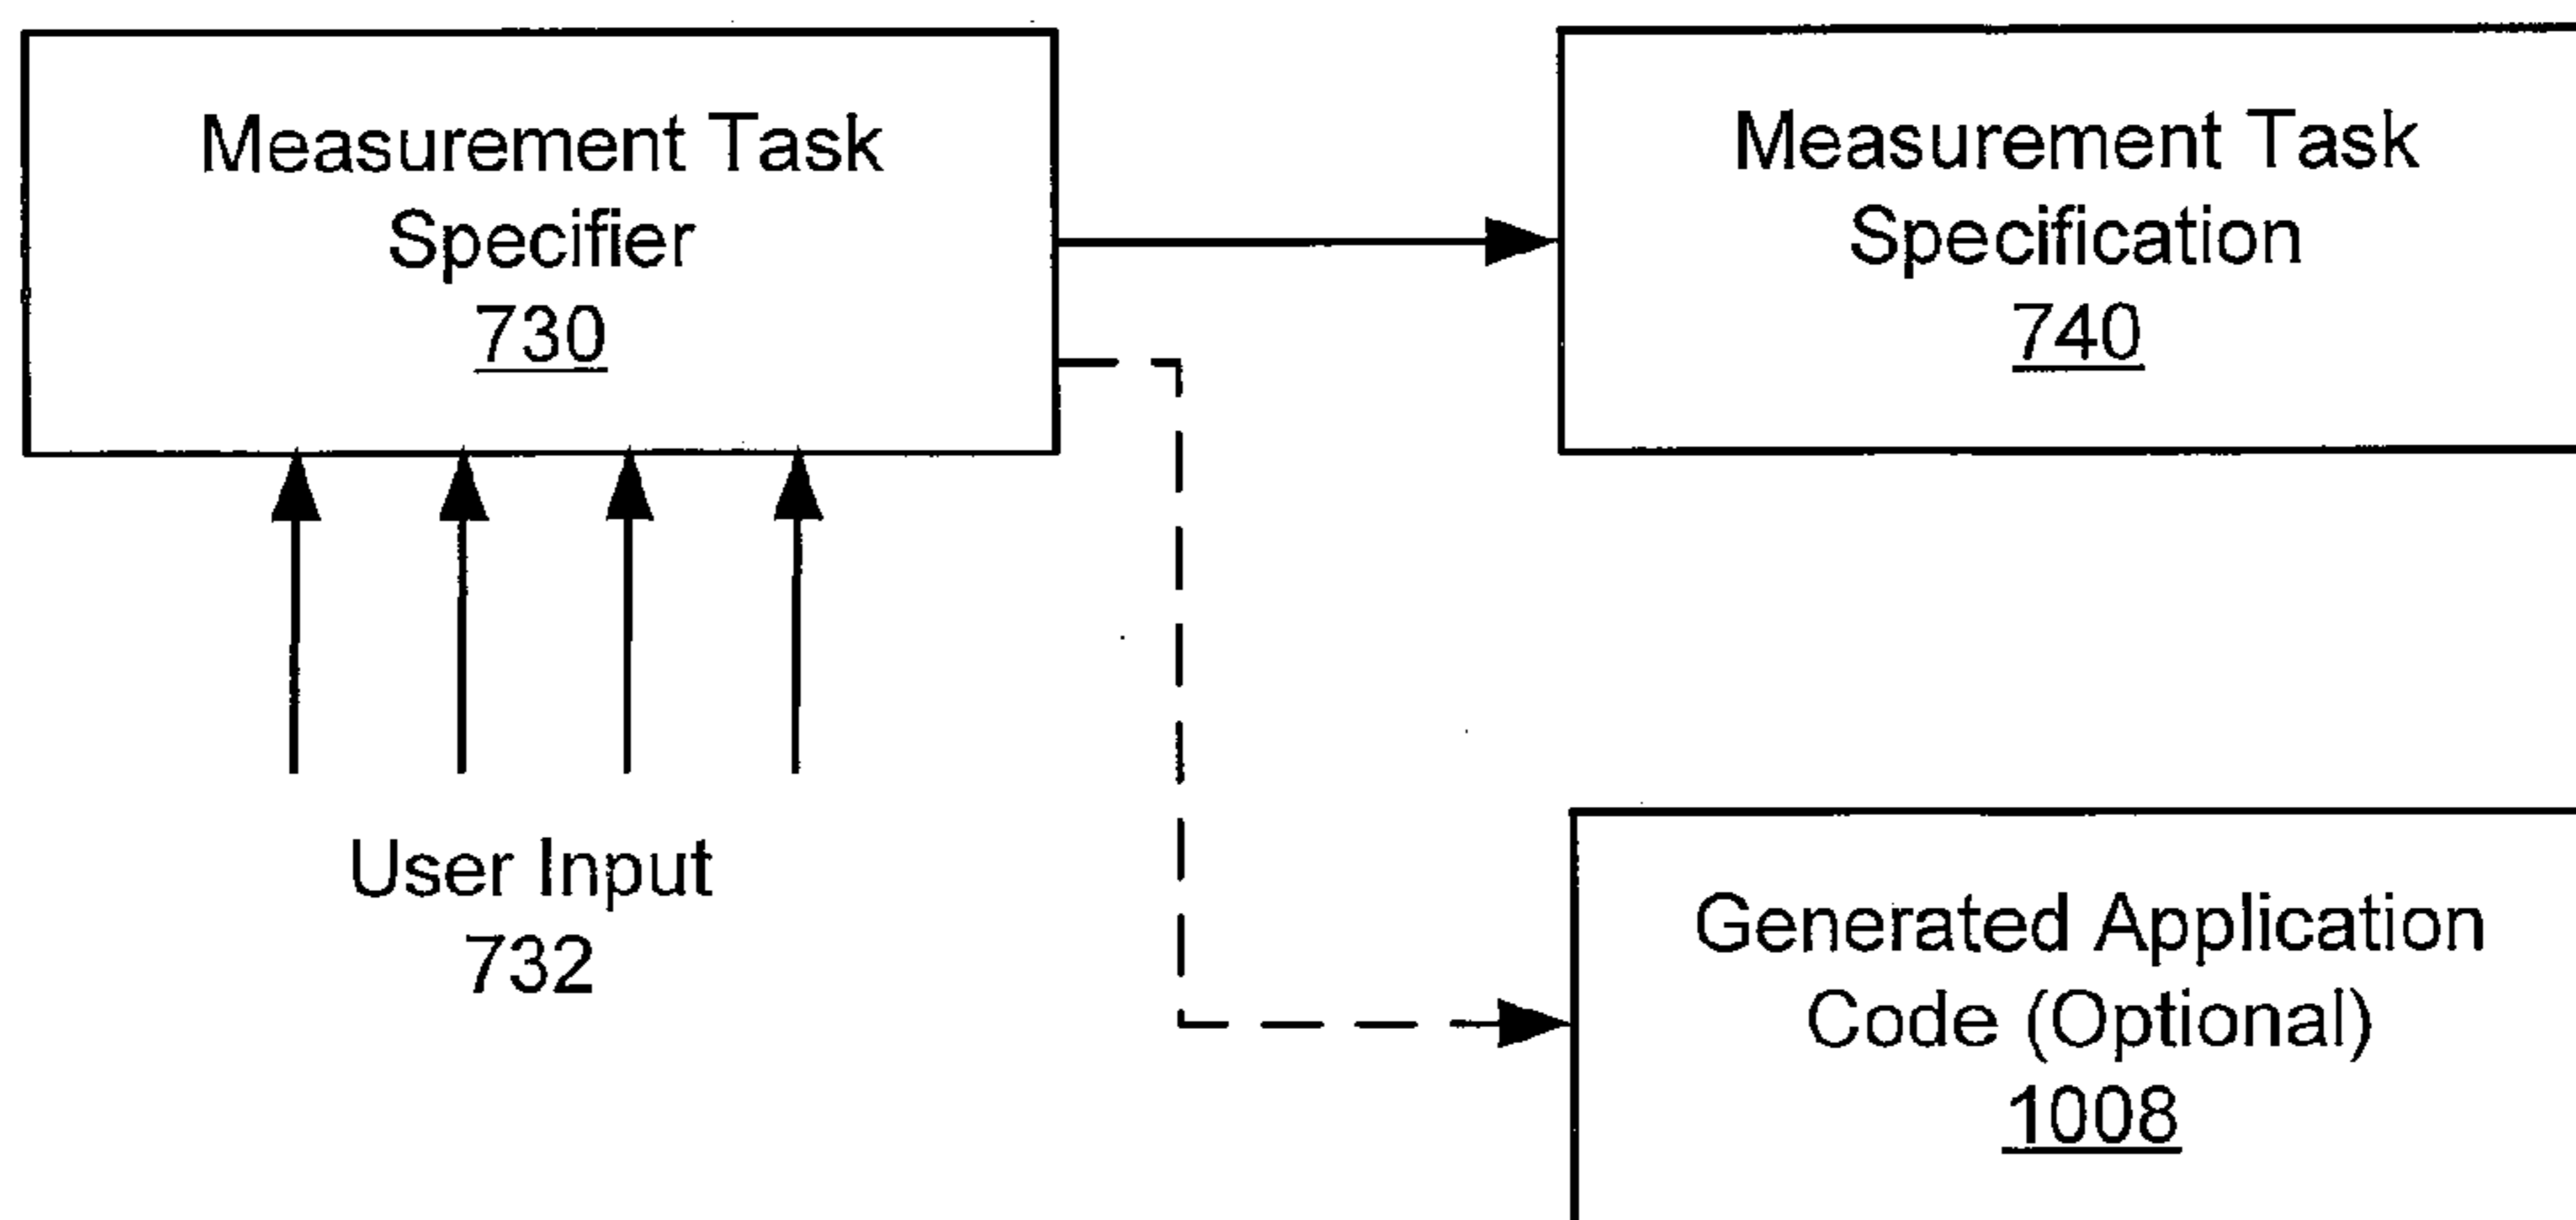 Measurement Task
Specifier
730
Measurement Task
Specification
740
User Input
732
Generated Application
Code (Optional)
1008